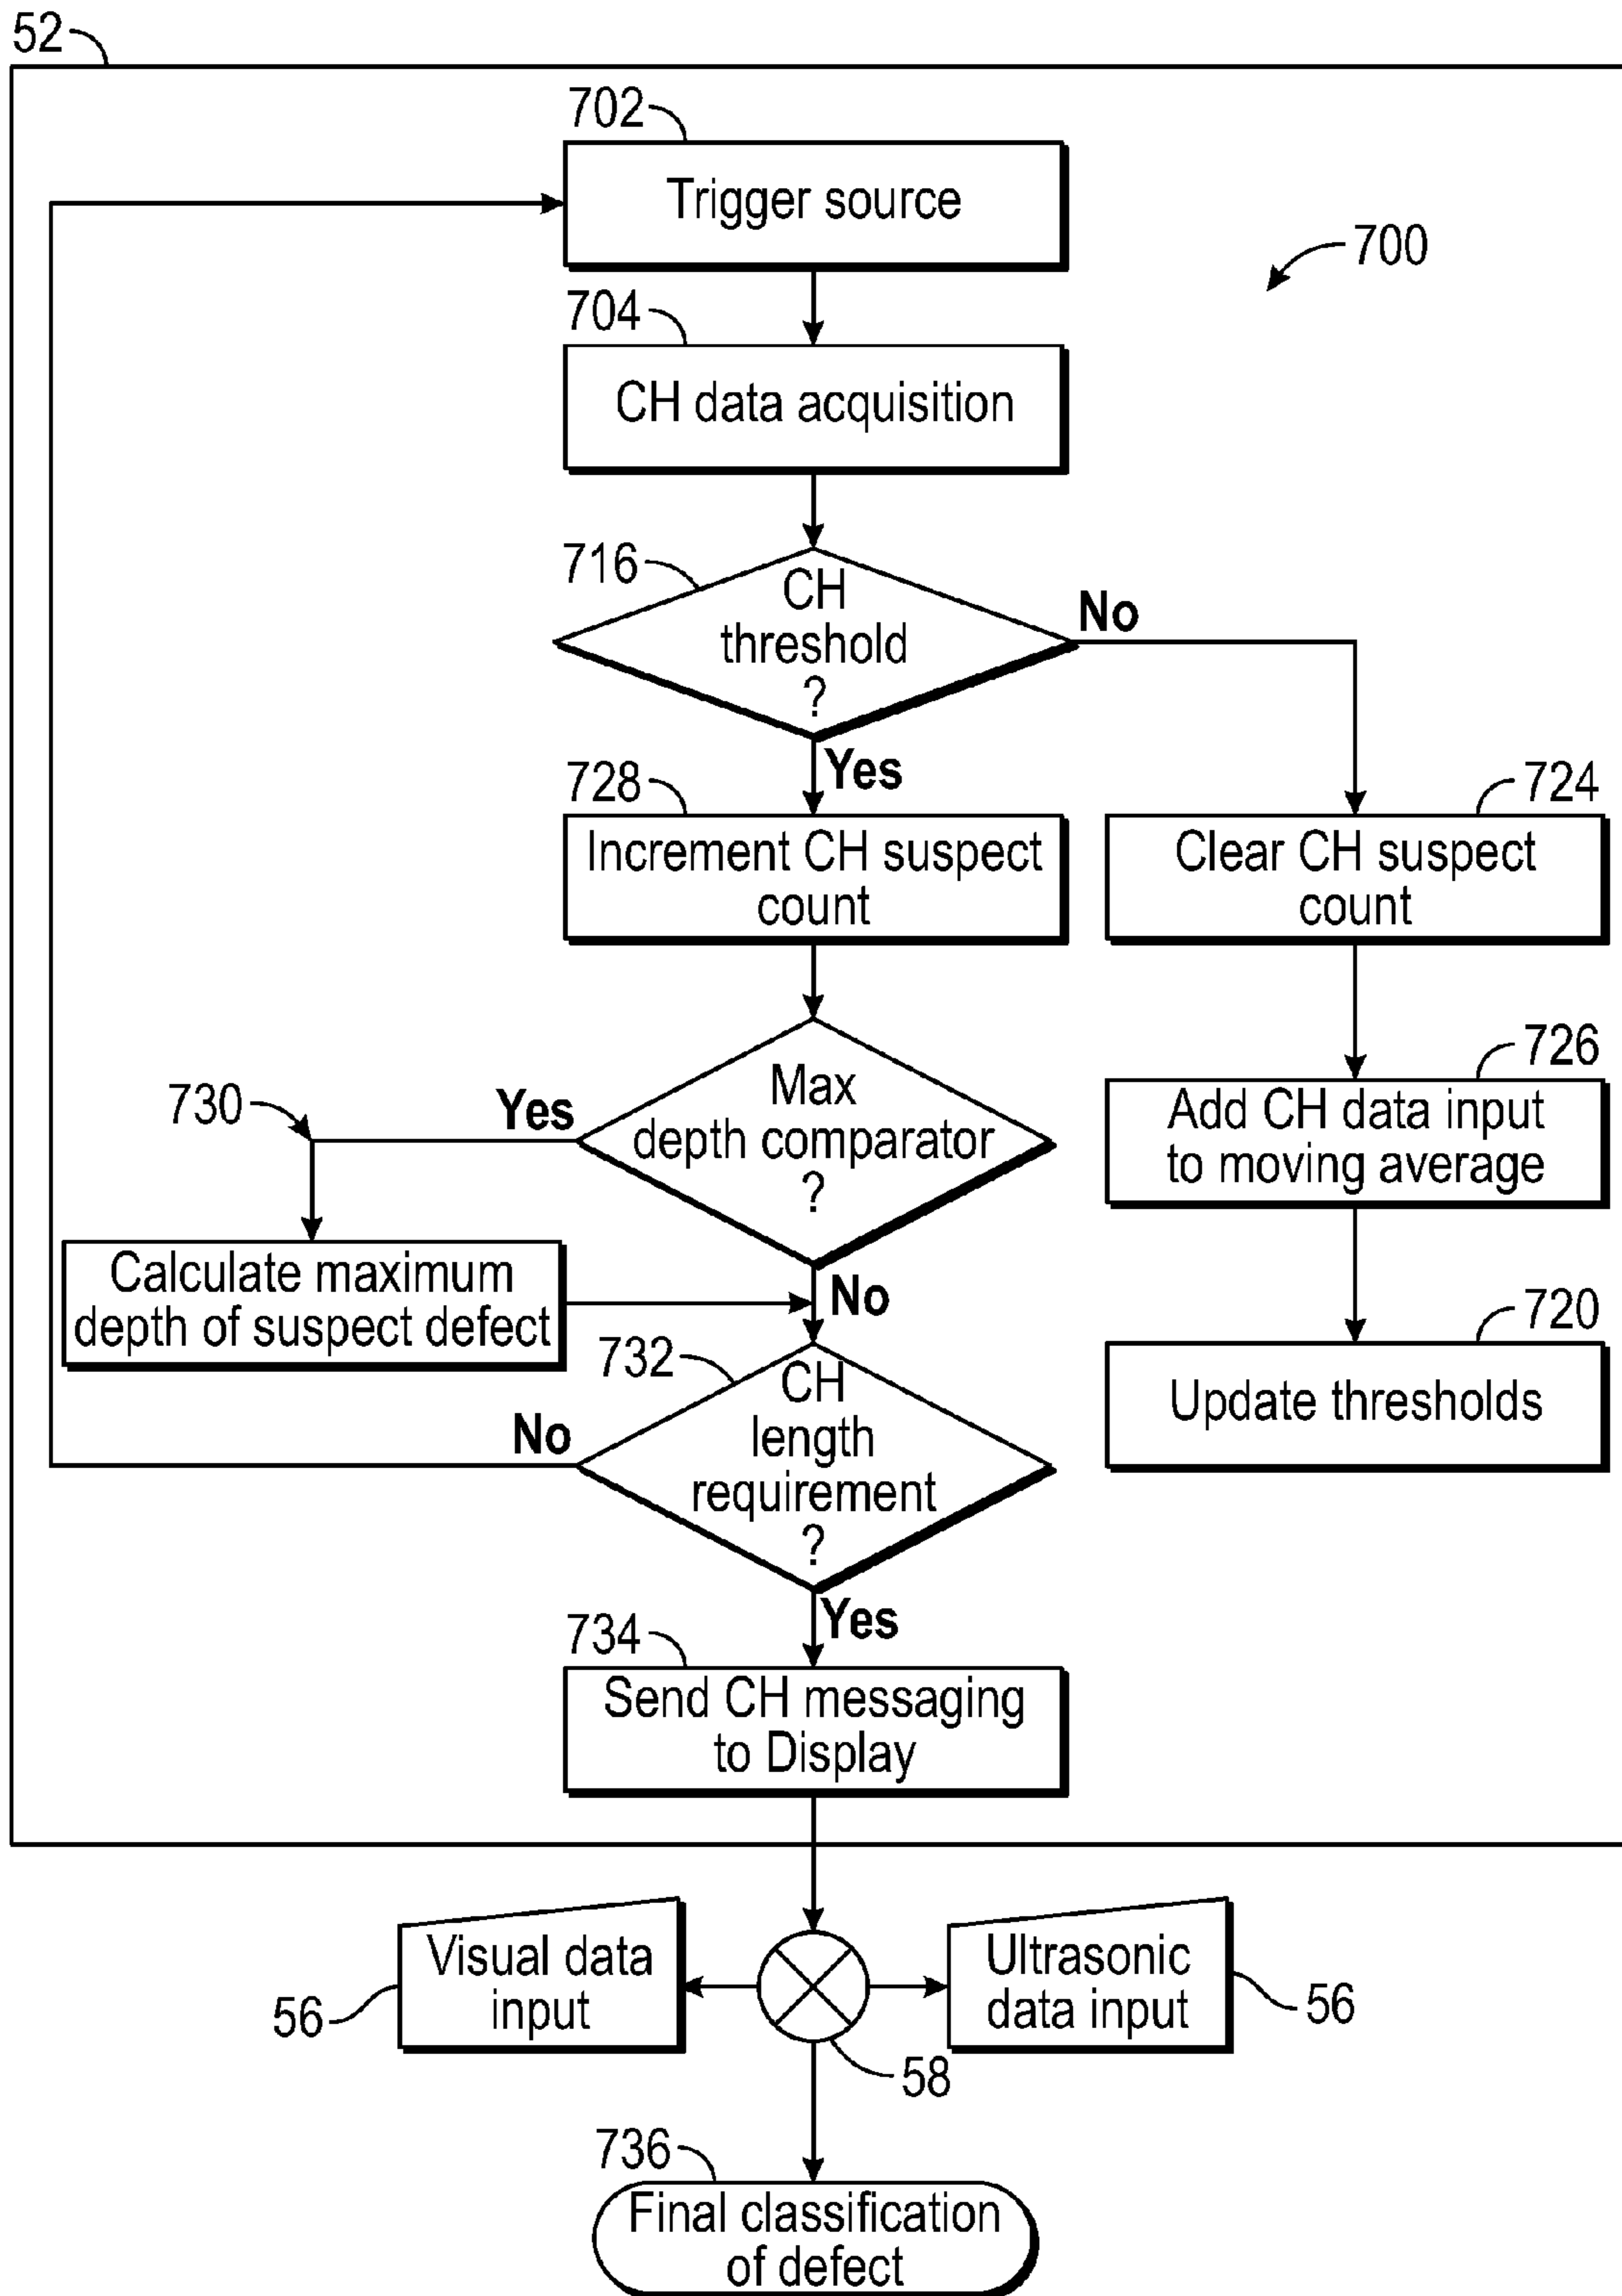 52
702
Trigger source
700
704
CH data acquisition
716
CH
threshold
?
No
Yes
728
Increment CH suspect
count
724
Clear CH suspect
count
Max
depth comparator
?
730
Yes
726
Add CH data input
to moving average
Calculate maximum
depth of suspect defect
No
732
CH
length
requirement
?
No
720
Update thresholds
Yes
734
Send CH messaging
to Display
Visual data
input
56
Ultrasonic
data input
56
58
736
Final classification
of defect